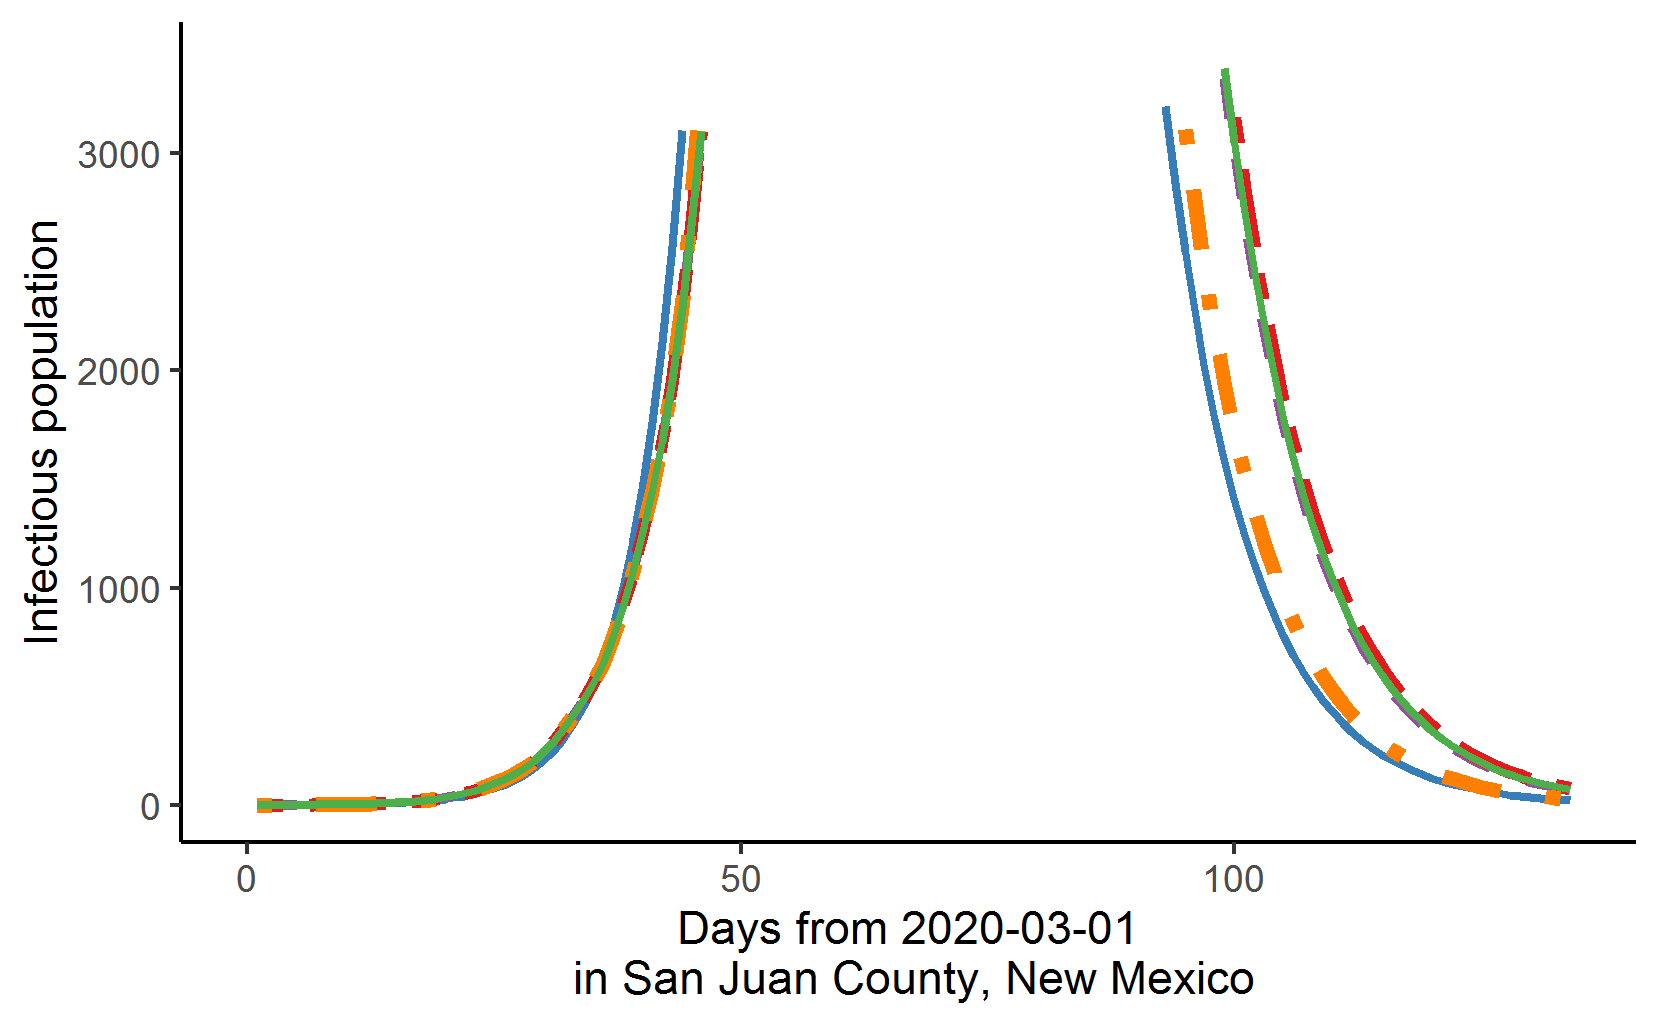 Infectious population
3000
2000
1000
0
0 50 100
Days from 2020-03-01
in San Juan County, New Mexico